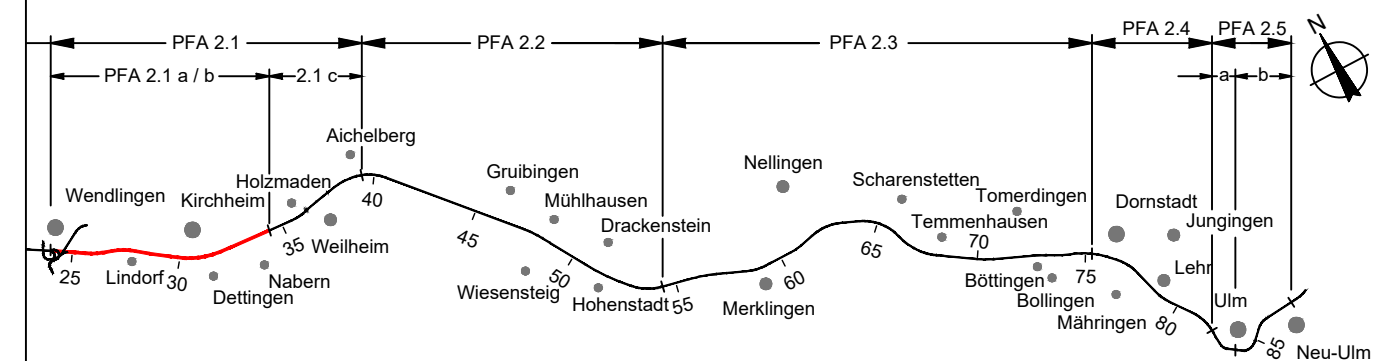 PFA 2.1
PFA 2.2
PFA 2.3
PFA 2.4
PFA 2.5
N
PFA 2.1 a / b
2.1 c
a
b
Aichelberg
Wendlingen
Kirchheim
Holzmaden
Weilheim
Lindorf
Dettingen
Nabern
Gruibingen
Mühlhausen
Drackenstein
Wiesensteig
Hohenstadt
Nellingen
Merklingen
Scharenstetten
Tomerdingen
Temmenhausen
Dornstadt
Jungingen
Böttingen
Bollingen
Mähringen
Lehr
Ulm
Neu-Ulm
25
30
35
40
45
50
55
60
65
70
75
80
85